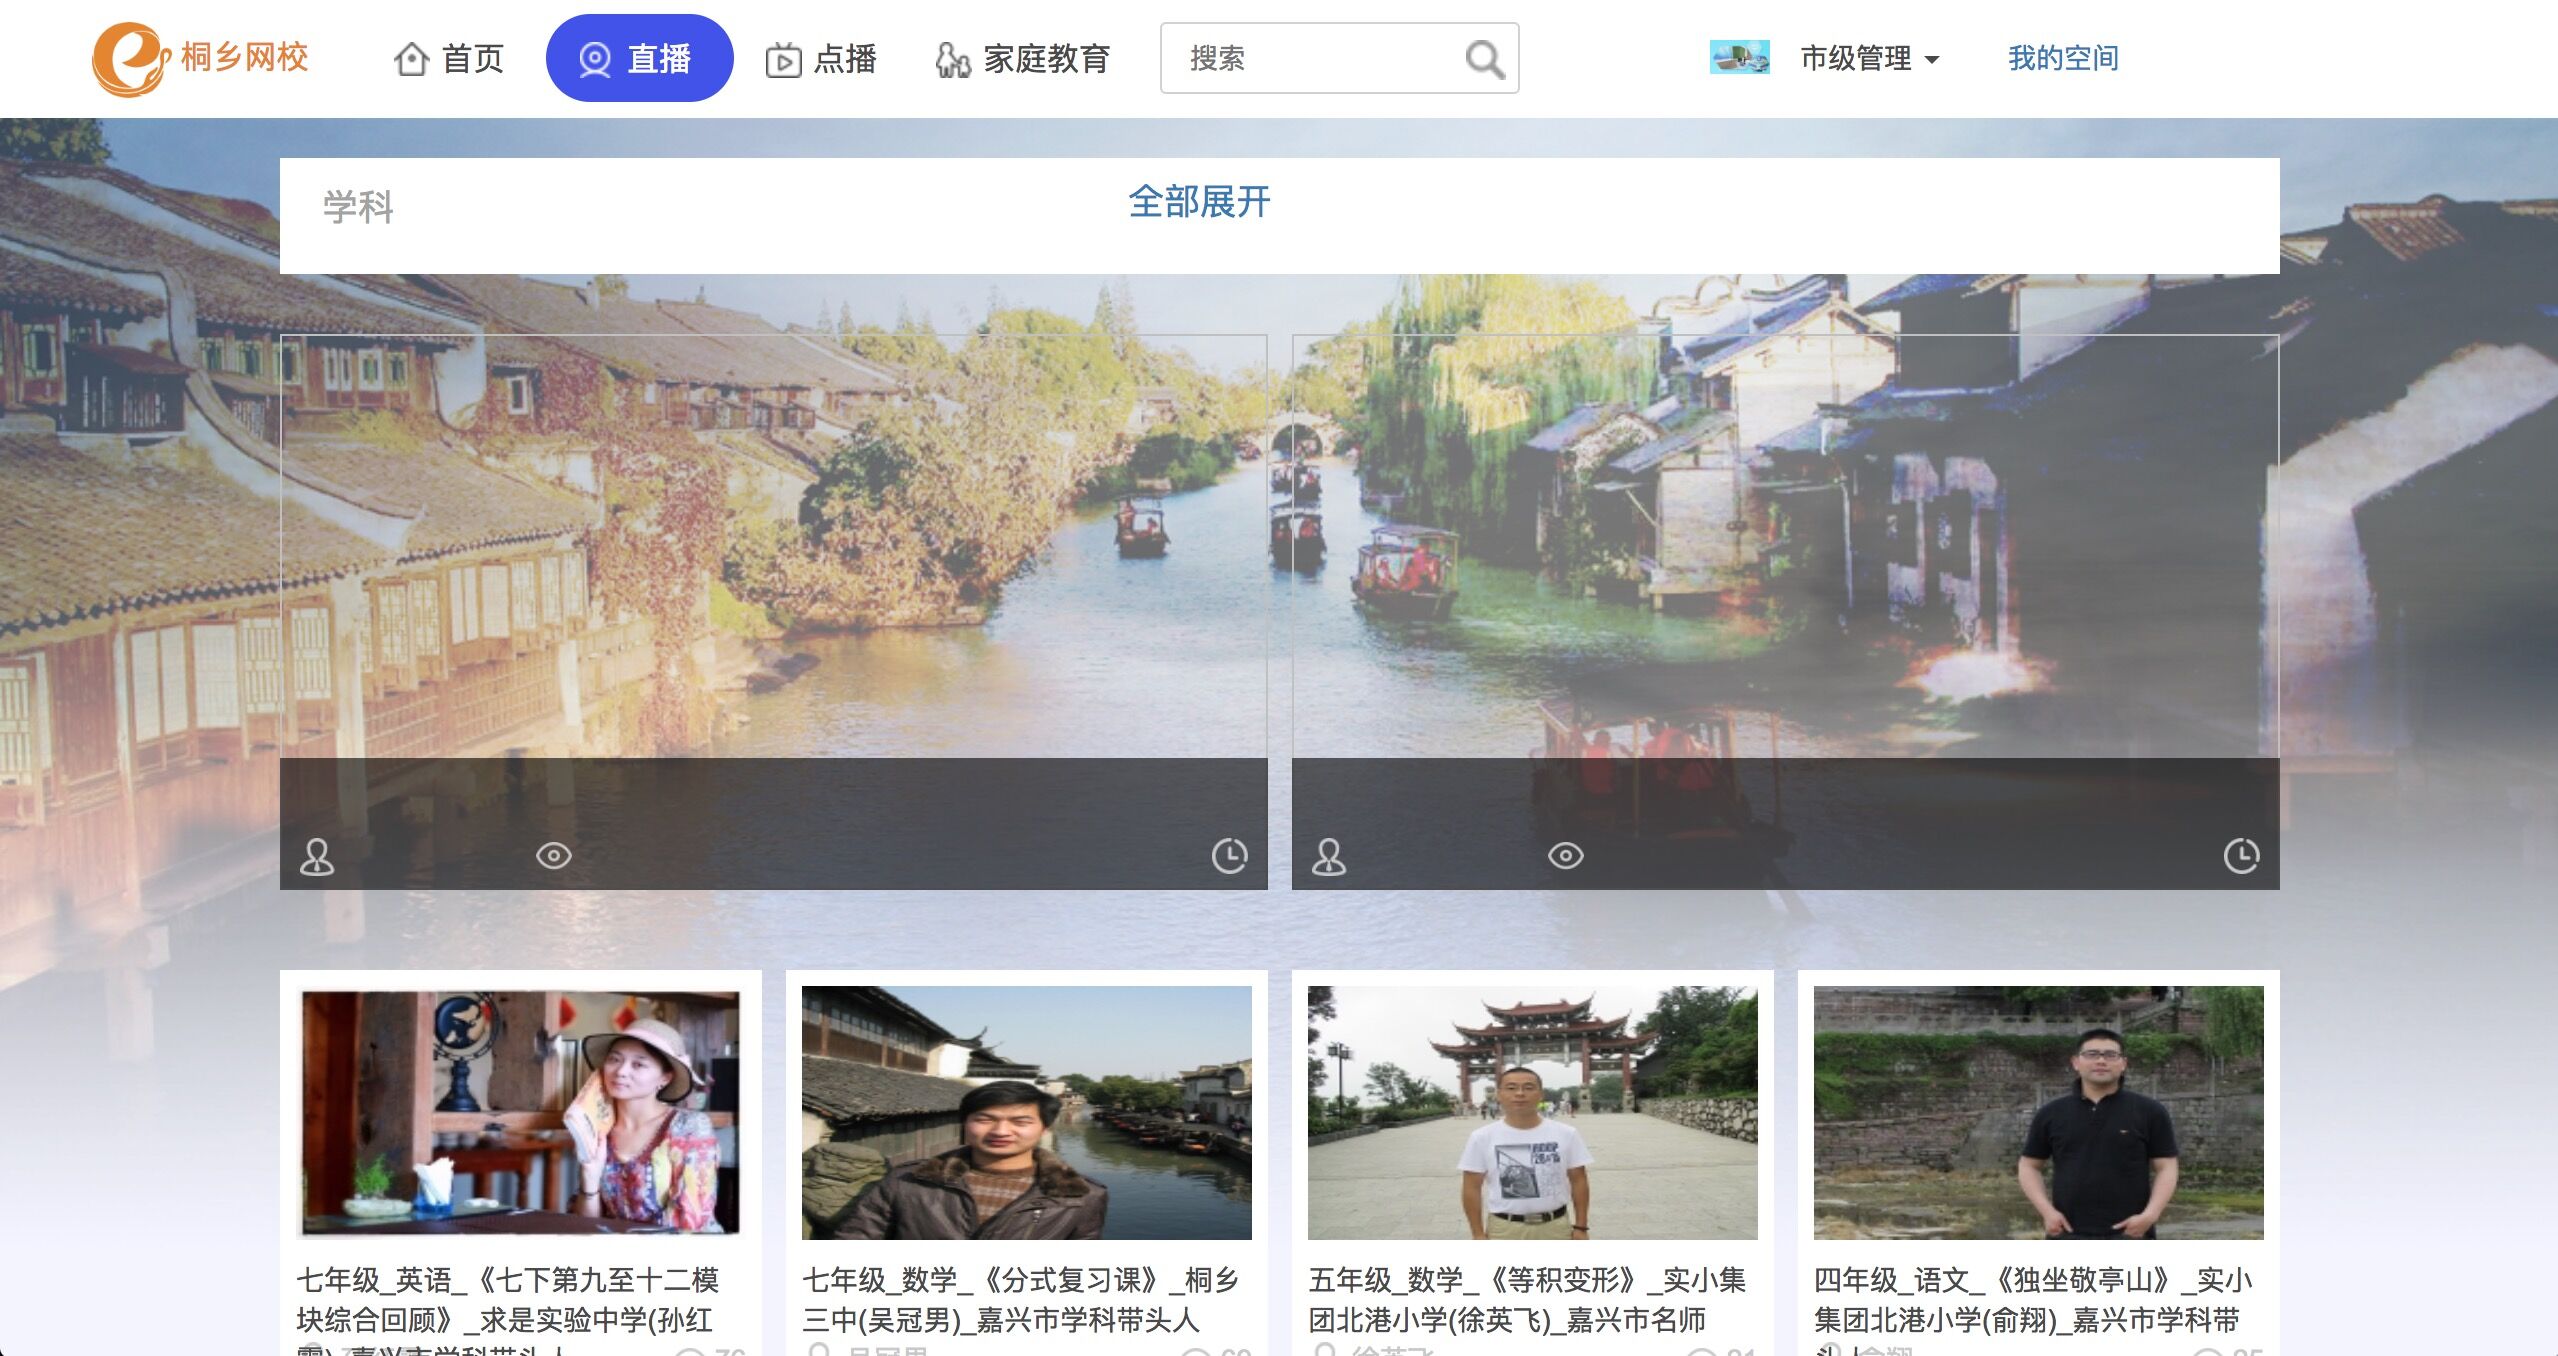 桐乡网校
首页
直播
点播
家庭教育
搜索
市级管理
我的空间
学科
全部展开
七年级_英语_《七下第九至十二模
块综合回顾》_求是实验中学(孙红
七年级_数学_《分式复习课》_桐乡
三中(吴冠男)_嘉兴市学科带头人
五年级_数学_《等积变形》_实小集
团北港小学(徐英飞)_嘉兴市名师
四年级_语文_《独坐敬亭山》_实小
集团北港小学(俞翔)_嘉兴市学科带